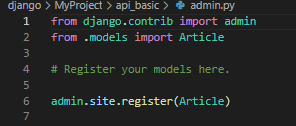 django > MyProject > api_basic > admin.py
1 from django.contrib import admin
2 from .models import Article
3
4 # Register your models here.
5
6 admin.site.register(Article)